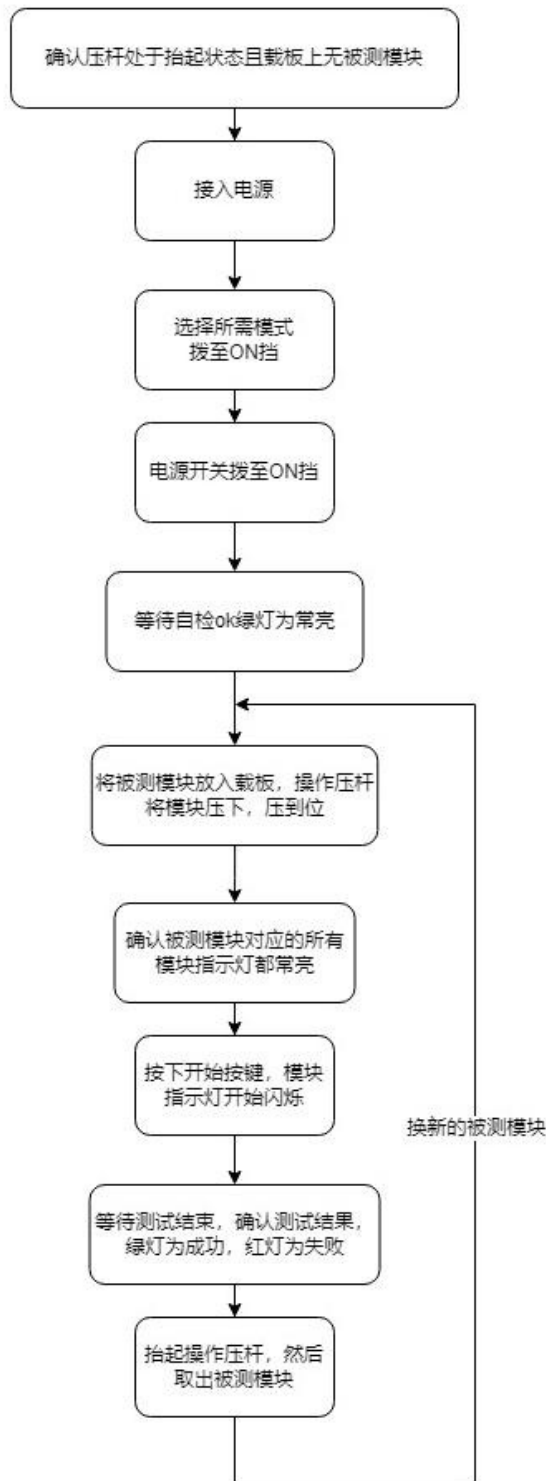 确认压杆处于抬起状态且载板上无被测模块
接入电源
选择所需模式
拨至ON挡
电源开关拨至ON挡
等待自检ok绿灯为常亮
将被测模块放入载板，操作压杆
将模块压下，压到位
确认被测模块对应的所有
模块指示灯都常亮
按下开始按键，模块
指示灯开始闪烁
换新的被测模块
等待测试结束，确认测试结果，
绿灯为成功，红灯为失败
抬起操作压杆，然后
取出被测模块